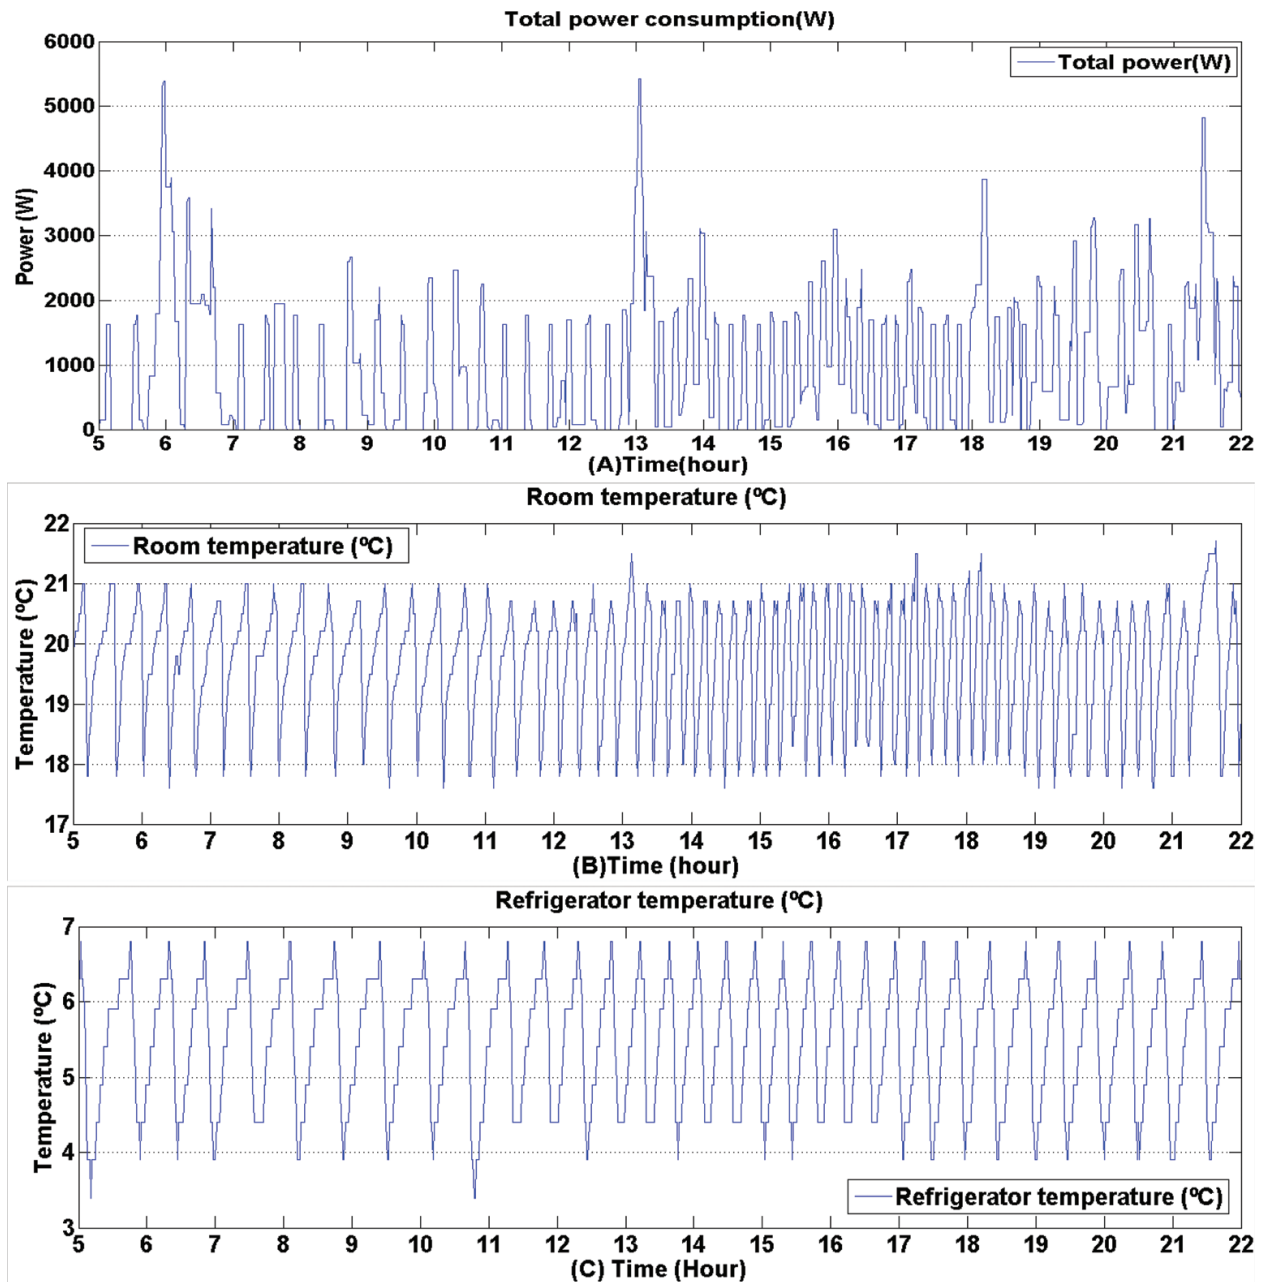 Total power consumption(W)
6000
5000
4000
3000
2000
1000
0
Power (W)
Total power(W)
5 6 7 8 9 10 11 12 13 14 15 16 17 18 19 20 21 22
(A)Time(hour)
Room temperature (ºC)
22
21
20
19
18
17
Temperature (ºC)
Room temperature (ºC)
5 6 7 8 9 10 11 12 13 14 15 16 17 18 19 20 21 22
(B)Time (hour)
Refrigerator temperature (ºC)
7
6
5
4
3
Temperature (ºC)
Refrigerator temperature (ºC)
5 6 7 8 9 10 11 12 13 14 15 16 17 18 19 20 21 22
(C) Time (Hour)